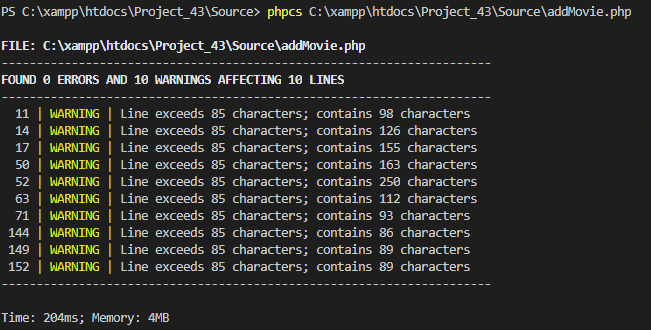 PS C:\xampp\htdocs\Project_43\Source> phpcs C:\xampp\htdocs\Project_43\Source\addMovie.php
FILE: C:\xampp\htdocs\Project_43\Source\addMovie.php
----------------------------------------------------------------------
FOUND 0 ERRORS AND 10 WARNINGS AFFECTING 10 LINES
----------------------------------------------------------------------
  11 | WARNING | Line exceeds 85 characters; contains 98 characters
  14 | WARNING | Line exceeds 85 characters; contains 126 characters
  17 | WARNING | Line exceeds 85 characters; contains 155 characters
  50 | WARNING | Line exceeds 85 characters; contains 163 characters
  52 | WARNING | Line exceeds 85 characters; contains 250 characters
  63 | WARNING | Line exceeds 85 characters; contains 112 characters
  71 | WARNING | Line exceeds 85 characters; contains 93 characters
 144 | WARNING | Line exceeds 85 characters; contains 86 characters
 149 | WARNING | Line exceeds 85 characters; contains 89 characters
 152 | WARNING | Line exceeds 85 characters; contains 89 characters
----------------------------------------------------------------------
Time: 204ms; Memory: 4MB